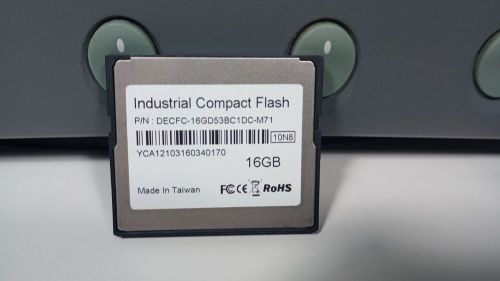 Industrial Compact Flash
P/N : DECFC-16GD53BC1DC-M71
10N8
YCA12103160340170
16GB
Made In Taiwan
FC CE RoHS